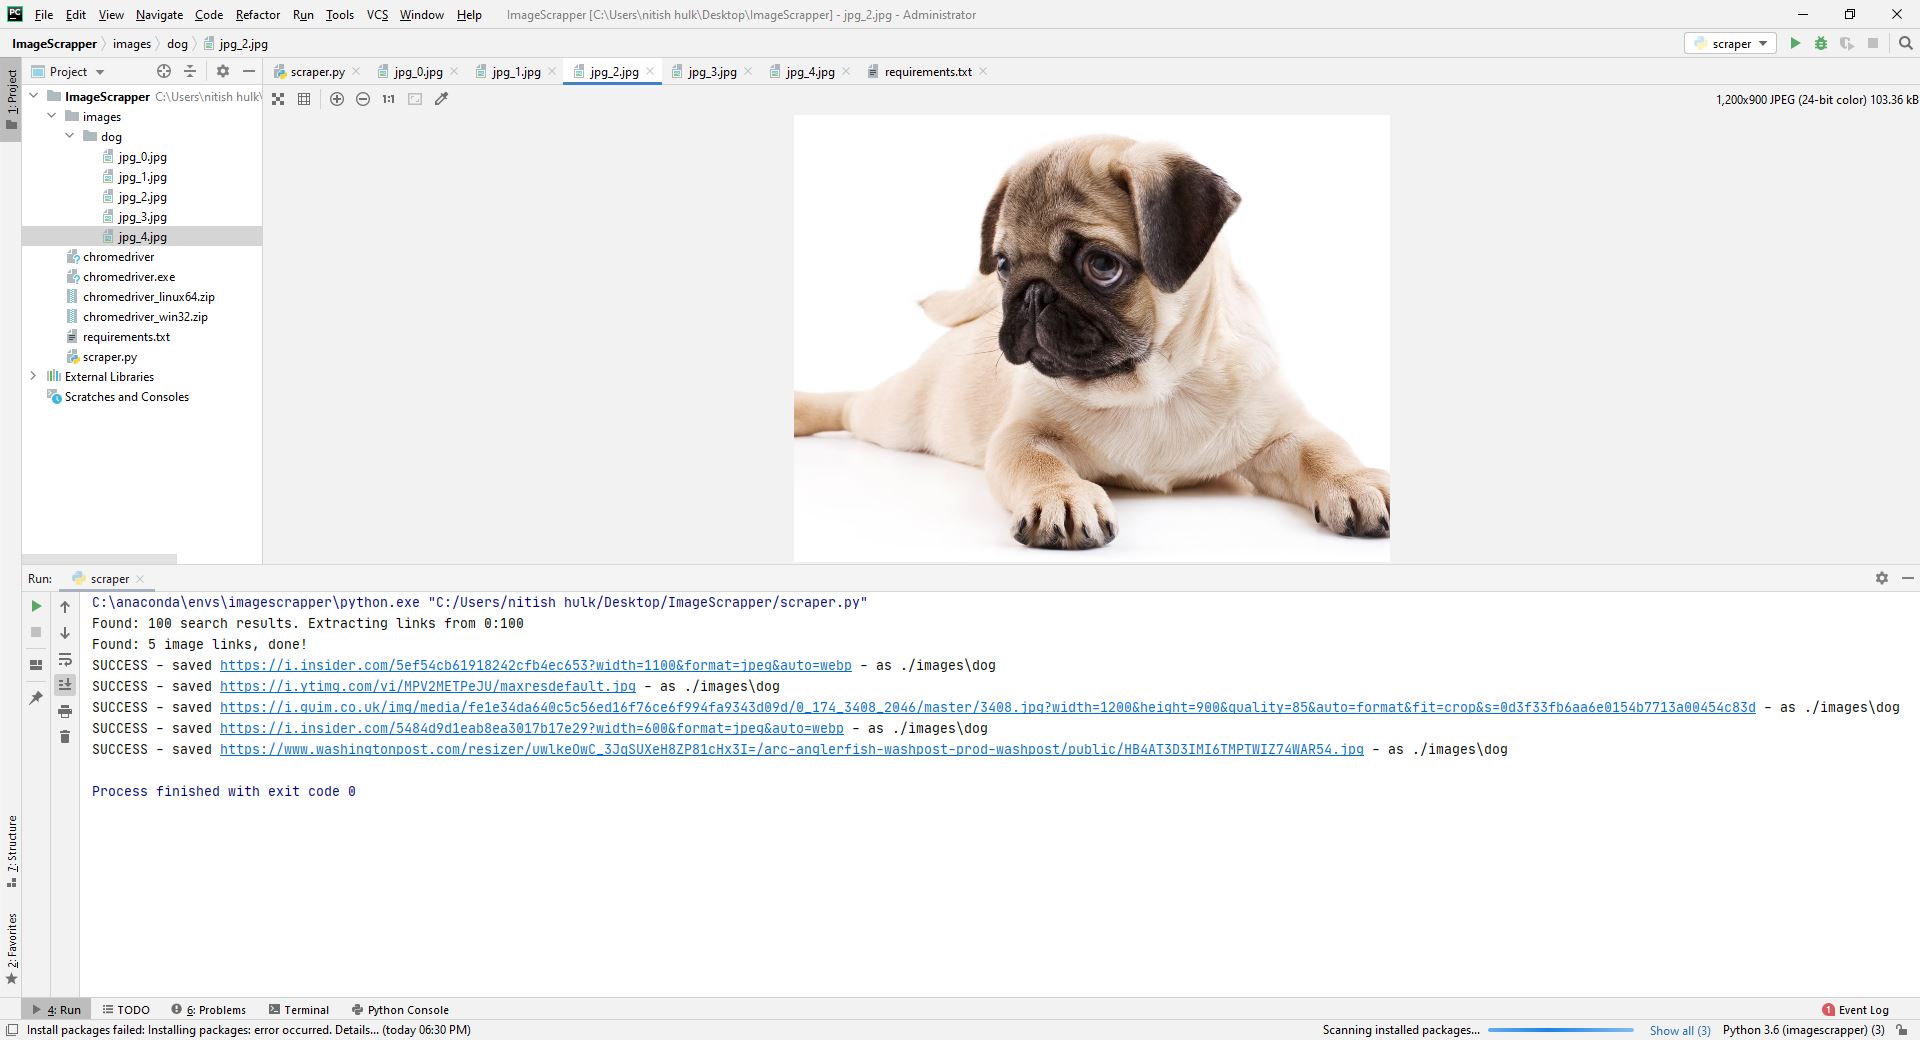 PC File Edit View Navigate Code Refactor Run Tools VCS Window Help ImageScrapper [C:\Users\nitish hulk\Desktop\ImageScrapper] - jpg_2.jpg - Administrator
ImageScrapper images dog jpg_2.jpg scraper
1: Project
Project
scraper.py jpg_0.jpg jpg_1.jpg jpg_2.jpg jpg_3.jpg jpg_4.jpg requirements.txt
ImageScrapper C:\Users\nitish hulk\
1:1 1,200x900 JPEG (24-bit color) 103.36 kB
images
dog
jpg_0.jpg
jpg_1.jpg
jpg_2.jpg
jpg_3.jpg
jpg_4.jpg
chromedriver
chromedriver.exe
chromedriver_linux64.zip
chromedriver_win32.zip
requirements.txt
scraper.py
External Libraries
Scratches and Consoles
Run: scraper
C:\anaconda\envs\imagescrapper\python.exe "C:/Users/nitish hulk/Desktop/ImageScrapper/scraper.py"
Found: 100 search results. Extracting links from 0:100
Found: 5 image links, done!
SUCCESS - saved https://i.insider.com/5ef54cb61918242cfb4ec653?width=1100&format=jpeg&auto=webp - as ./images\dog
SUCCESS - saved https://i.ytimg.com/vi/MPV2METPeJU/maxresdefault.jpg - as ./images\dog
SUCCESS - saved https://i.guim.co.uk/img/media/fe1e34da640c5c56ed16f76ce6f994fa9343d09d/0_174_3408_2046/master/3408.jpg?width=1200&height=900&quality=85&auto=format&fit=crop&s=0d3f33fb6aa6e0154b7713a00454c83d - as ./images\dog
SUCCESS - saved https://i.insider.com/5484d9d1eab8ea3017b17e29?width=600&format=jpeg&auto=webp - as ./images\dog
SUCCESS - saved https://www.washingtonpost.com/resizer/uwlkeOwC_3JqSUXeH8ZP81cHx3I=/arc-anglerfish-washpost-prod-washpost/public/HB4AT3D3IMI6TMPTWIZ74WAR54.jpg - as ./images\dog
Process finished with exit code 0
7: Structure
2: Favorites
4: Run TODO 6: Problems Terminal Python Console 1 Event Log
Install packages failed: Installing packages: error occurred. Details... (today 06:30 PM) Scanning installed packages... Show all (3) Python 3.6 (imagescrapper) (3)